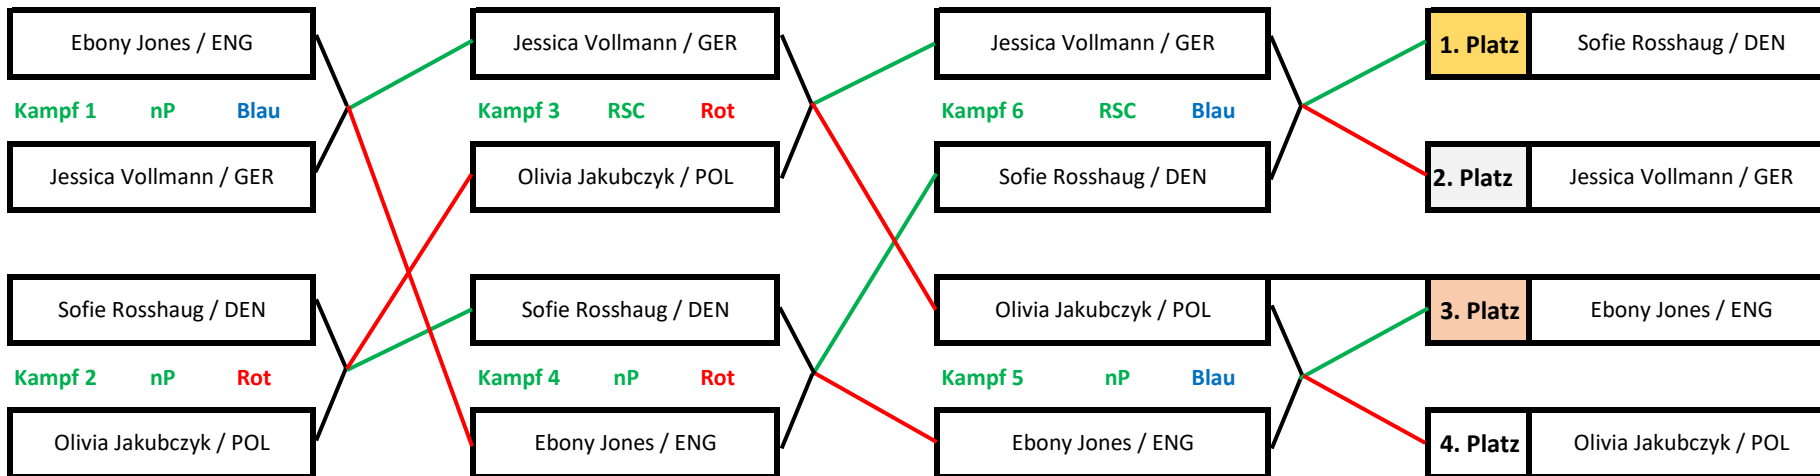 Ebony Jones / ENG
Kampf 1 nP Blau
Jessica Vollmann / GER
Sofie Rosshaug / DEN
Kampf 2 nP Rot
Olivia Jakubczyk / POL
Jessica Vollmann / GER
Kampf 3 RSC Rot
Olivia Jakubczyk / POL
Sofie Rosshaug / DEN
Kampf 4 nP Rot
Ebony Jones / ENG
Jessica Vollmann / GER
Kampf 6 RSC Blau
Sofie Rosshaug / DEN
Olivia Jakubczyk / POL
Kampf 5 nP Blau
Ebony Jones / ENG
1. Platz Sofie Rosshaug / DEN
2. Platz Jessica Vollmann / GER
3. Platz Ebony Jones / ENG
4. Platz Olivia Jakubczyk / POL